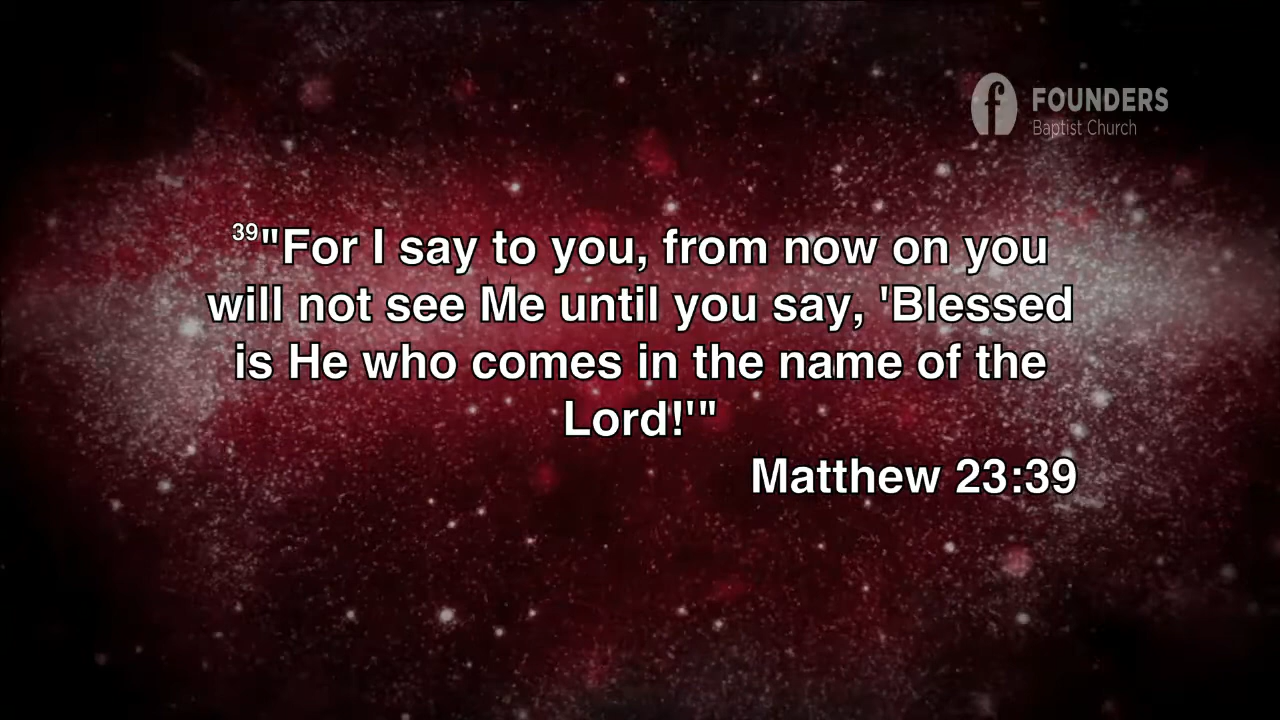 FOUNDERS
Baptist Church
39"For I say to you, from now on you
will not see Me until you say, 'Blessed
is He who comes in the name of the
Lord!'"
Matthew 23:39